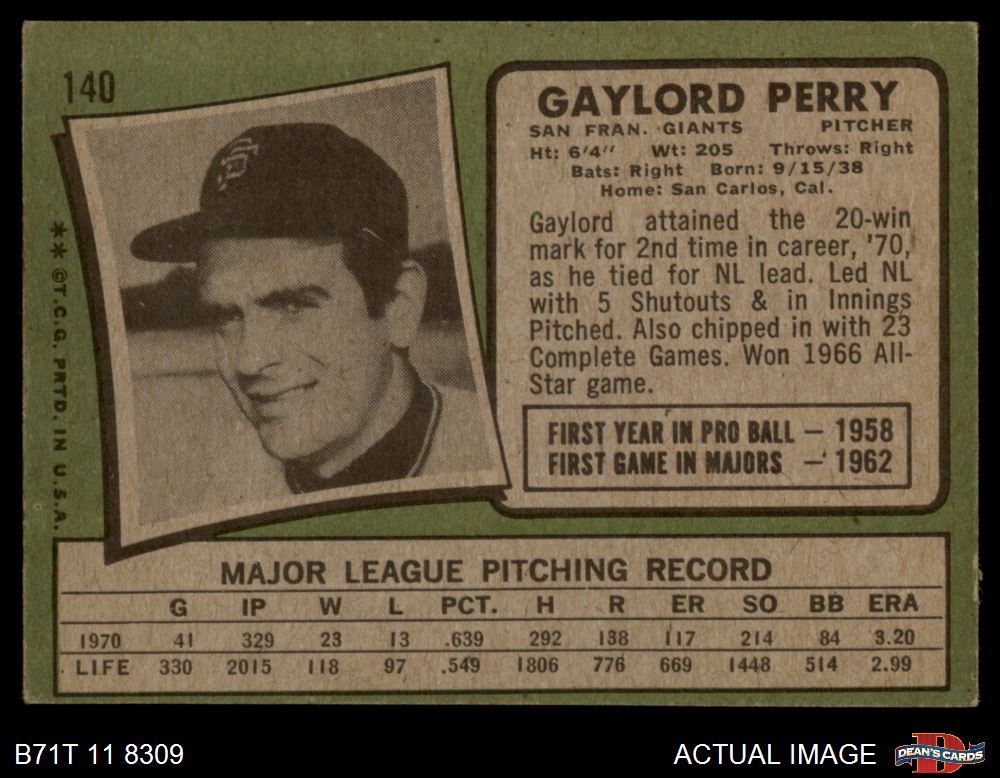 140
GAYLORD PERRY
SAN FRAN. GIANTS PITCHER
Ht: 6'4" Wt: 205 Throws: Right
Bats: Right Born: 9/15/38
Home: San Carlos, Cal.
Gaylord attained the 20-win
mark for 2nd time in career, '70,
as he tied for NL lead. Led NL
with 5 Shutouts & in Innings
Pitched. Also chipped in with 23
Complete Games. Won 1966 All-
Star game.
FIRST YEAR IN PRO BALL — 1958
FIRST GAME IN MAJORS — 1962
** ©T.C.G. PRTD. IN U.S.A.
SF
MAJOR LEAGUE PITCHING RECORD
G IP W L PCT. H R ER SO BB ERA
1970 41 329 23 13 .639 292 138 117 214 84 3.20
LIFE 330 2015 118 97 .549 1806 776 669 1448 514 2.99
B71T 11 8309
ACTUAL IMAGE
D
DEAN'S CARDS